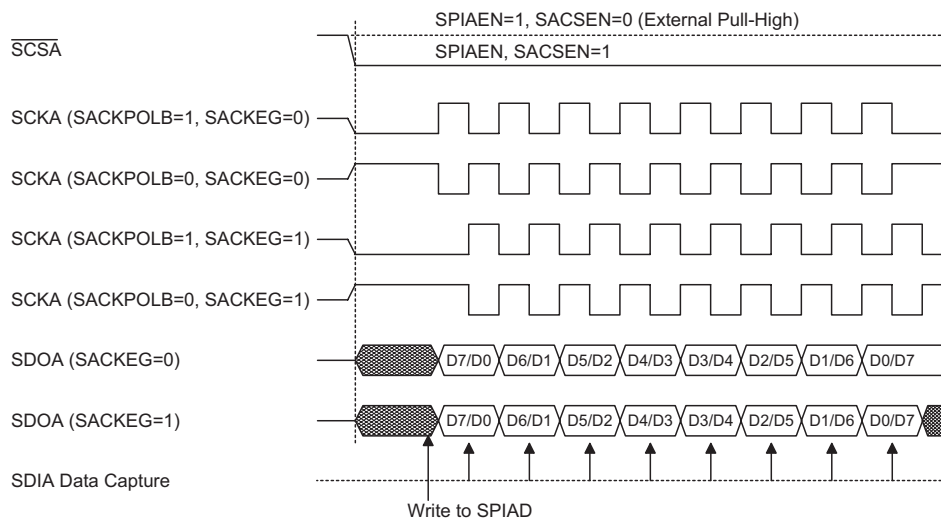 SPIAEN=1, SACSEN=0 (External Pull-High)
SCSA
SPIAEN, SACSEN=1
SCKA (SACKPOLB=1, SACKEG=0)
SCKA (SACKPOLB=0, SACKEG=0)
SCKA (SACKPOLB=1, SACKEG=1)
SCKA (SACKPOLB=0, SACKEG=1)
SDOA (SACKEG=0) D7/D0 D6/D1 D5/D2 D4/D3 D3/D4 D2/D5 D1/D6 D0/D7
SDOA (SACKEG=1) D7/D0 D6/D1 D5/D2 D4/D3 D3/D4 D2/D5 D1/D6 D0/D7
SDIA Data Capture
Write to SPIAD